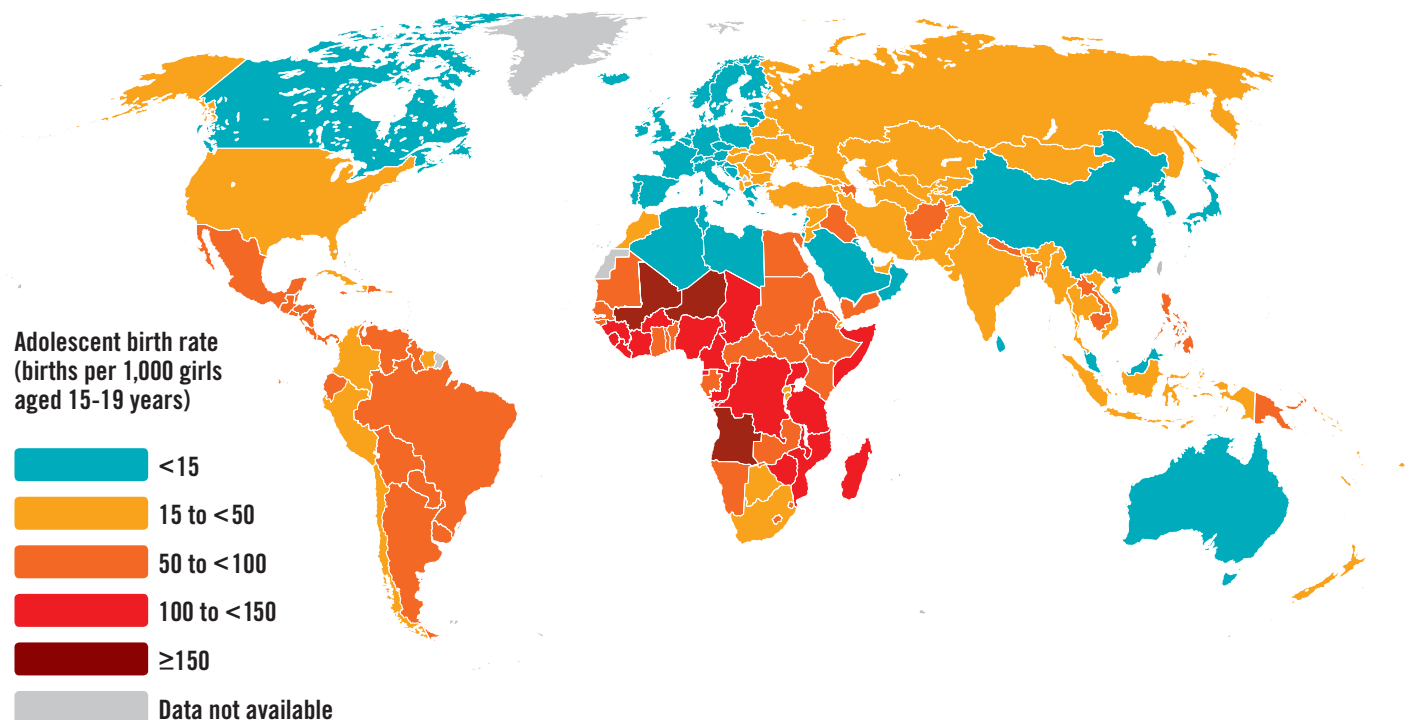 Adolescent birth rate
(births per 1,000 girls
aged 15-19 years)
<15
15 to <50
50 to <100
100 to <150
≥150
Data not available